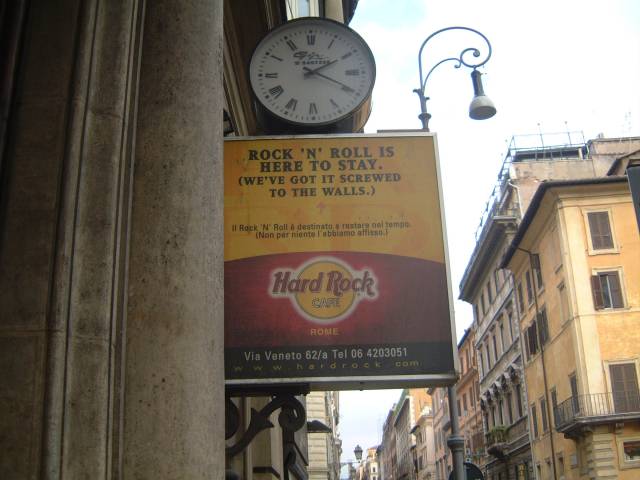 ROCK 'N' ROLL IS
HERE TO STAY.
(WE'VE GOT IT SCREWED
TO THE WALLS.)
Il Rock 'N' Roll è destinato a restare nel tempo.
(Non per niente l'abbiamo affisso.)
Hard Rock
CAFE
ROME
Via Veneto 62/a Tel 06 4203051
www.hardrock.com